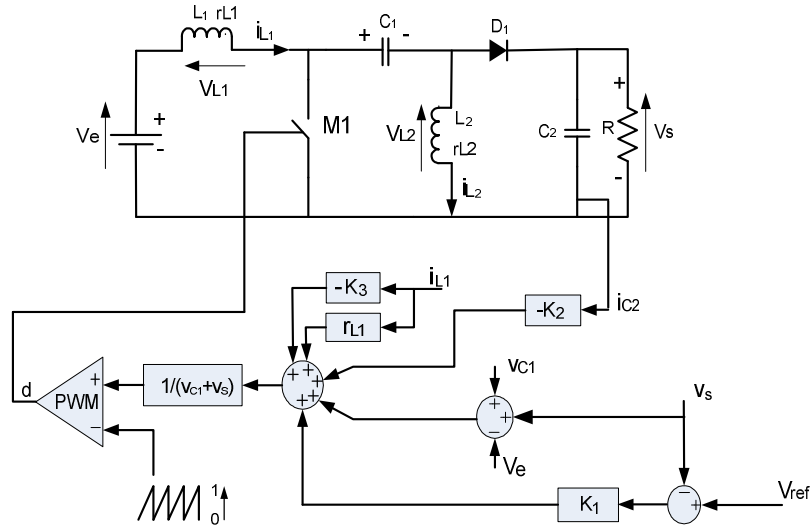 L1 rL1
iL1
C1
+ -
D1
VL1
+
Ve
-
M1
VL2
L2
rL2
iL2
C2
R
+
Vs
-
-K3
iL1
rL1
-K2
iC2
d
+
PWM
-
1/(vC1+vS)
+ + + + +
vC1
+
+
-
Ve
vs
1
0
K1
-
+
Vref